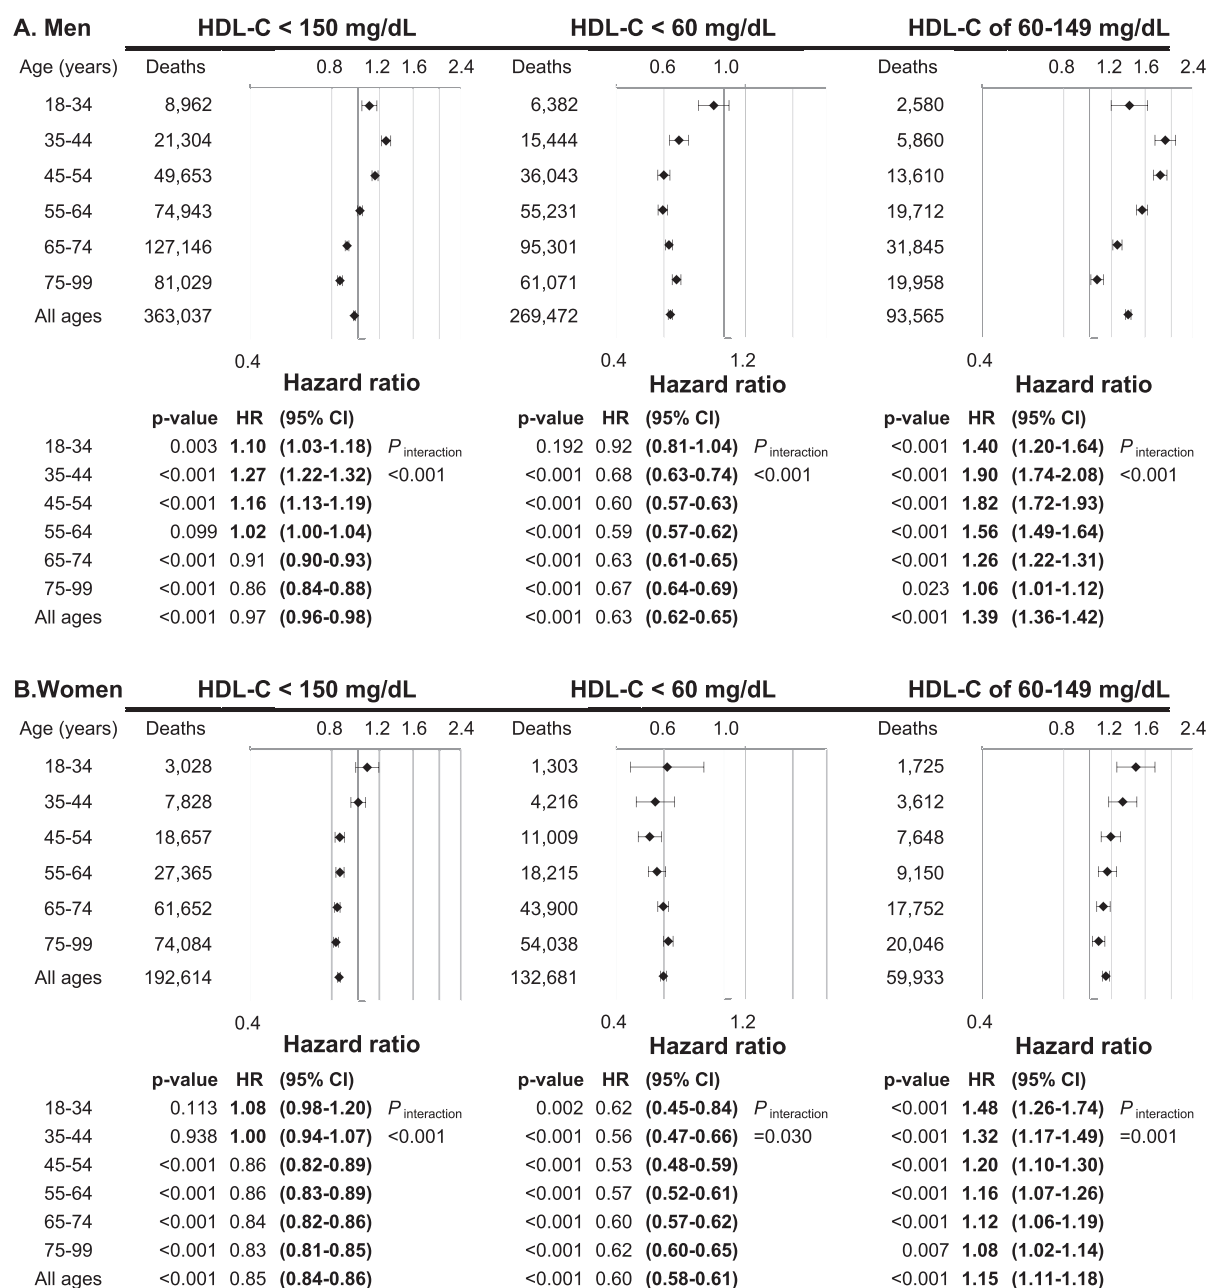 A. Men HDL-C < 150 mg/dL HDL-C < 60 mg/dL HDL-C of 60-149 mg/dL
Age (years) Deaths 0.8 1.2 1.6 2.4 Deaths 0.6 1.0 Deaths 0.8 1.2 1.6 2.4
18-34 8,962 6,382 2,580
35-44 21,304 15,444 5,860
45-54 49,653 36,043 13,610
55-64 74,943 55,231 19,712
65-74 127,146 95,301 31,845
75-99 81,029 61,071 19,958
All ages 363,037 269,472 93,565
0.4 0.4 1.2 0.4
Hazard ratio Hazard ratio Hazard ratio
p-value HR (95% CI) p-value HR (95% CI) p-value HR (95% CI)
18-34 0.003 1.10 (1.03-1.18) P interaction 0.192 0.92 (0.81-1.04) P interaction <0.001 1.40 (1.20-1.64) P interaction
35-44 <0.001 1.27 (1.22-1.32) <0.001 <0.001 0.68 (0.63-0.74) <0.001 <0.001 1.90 (1.74-2.08) <0.001
45-54 <0.001 1.16 (1.13-1.19) <0.001 0.60 (0.57-0.63) <0.001 1.82 (1.72-1.93)
55-64 0.099 1.02 (1.00-1.04) <0.001 0.59 (0.57-0.62) <0.001 1.56 (1.49-1.64)
65-74 <0.001 0.91 (0.90-0.93) <0.001 0.63 (0.61-0.65) <0.001 1.26 (1.22-1.31)
75-99 <0.001 0.86 (0.84-0.88) <0.001 0.67 (0.64-0.69) 0.023 1.06 (1.01-1.12)
All ages <0.001 0.97 (0.96-0.98) <0.001 0.63 (0.62-0.65) <0.001 1.39 (1.36-1.42)
B.Women HDL-C < 150 mg/dL HDL-C < 60 mg/dL HDL-C of 60-149 mg/dL
Age (years) Deaths 0.8 1.2 1.6 2.4 Deaths 0.6 1.0 Deaths 0.8 1.2 1.6 2.4
18-34 3,028 1,303 1,725
35-44 7,828 4,216 3,612
45-54 18,657 11,009 7,648
55-64 27,365 18,215 9,150
65-74 61,652 43,900 17,752
75-99 74,084 54,038 20,046
All ages 192,614 132,681 59,933
0.4 0.4 1.2 0.4
Hazard ratio Hazard ratio Hazard ratio
p-value HR (95% CI) p-value HR (95% CI) p-value HR (95% CI)
18-34 0.113 1.08 (0.98-1.20) P interaction 0.002 0.62 (0.45-0.84) P interaction <0.001 1.48 (1.26-1.74) P interaction
35-44 0.938 1.00 (0.94-1.07) <0.001 <0.001 0.56 (0.47-0.66) =0.030 <0.001 1.32 (1.17-1.49) =0.001
45-54 <0.001 0.86 (0.82-0.89) <0.001 0.53 (0.48-0.59) <0.001 1.20 (1.10-1.30)
55-64 <0.001 0.86 (0.83-0.89) <0.001 0.57 (0.52-0.61) <0.001 1.16 (1.07-1.26)
65-74 <0.001 0.84 (0.82-0.86) <0.001 0.60 (0.57-0.62) <0.001 1.12 (1.06-1.19)
75-99 <0.001 0.83 (0.81-0.85) <0.001 0.62 (0.60-0.65) 0.007 1.08 (1.02-1.14)
All ages <0.001 0.85 (0.84-0.86) <0.001 0.60 (0.58-0.61) <0.001 1.15 (1.11-1.18)